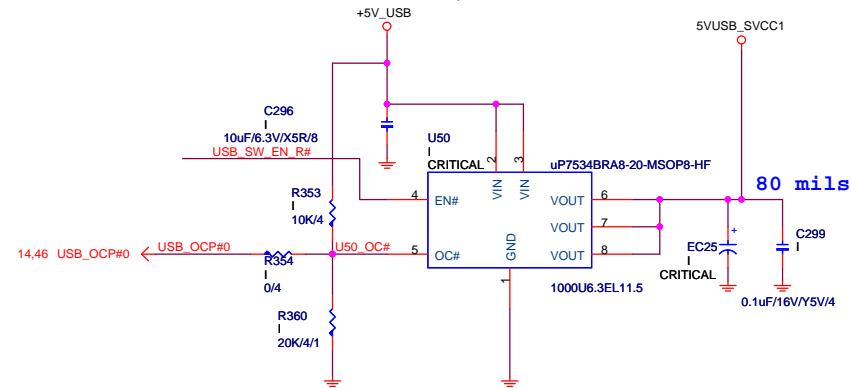 +5V_USB
5VUSB_SVCC1
C296
I
10uF/6.3V/X5R/8
USB_SW_EN_R#
U50
I
CRITICAL
2
3
uP7534BRA8-20-MSOP8-HF
VIN
VIN
80 mils
R353
I
10K/4
4
EN#
VOUT
6
VOUT
7
14,46 USB_OCP#0
USB_OCP#0
U50_OC#
5
OC#
GND
VOUT
8
R354
I
0/4
EC25
I
CRITICAL
+
C299
I
1
1000U6.3EL11.5
0.1uF/16V/Y5V/4
R360
I
20K/4/1